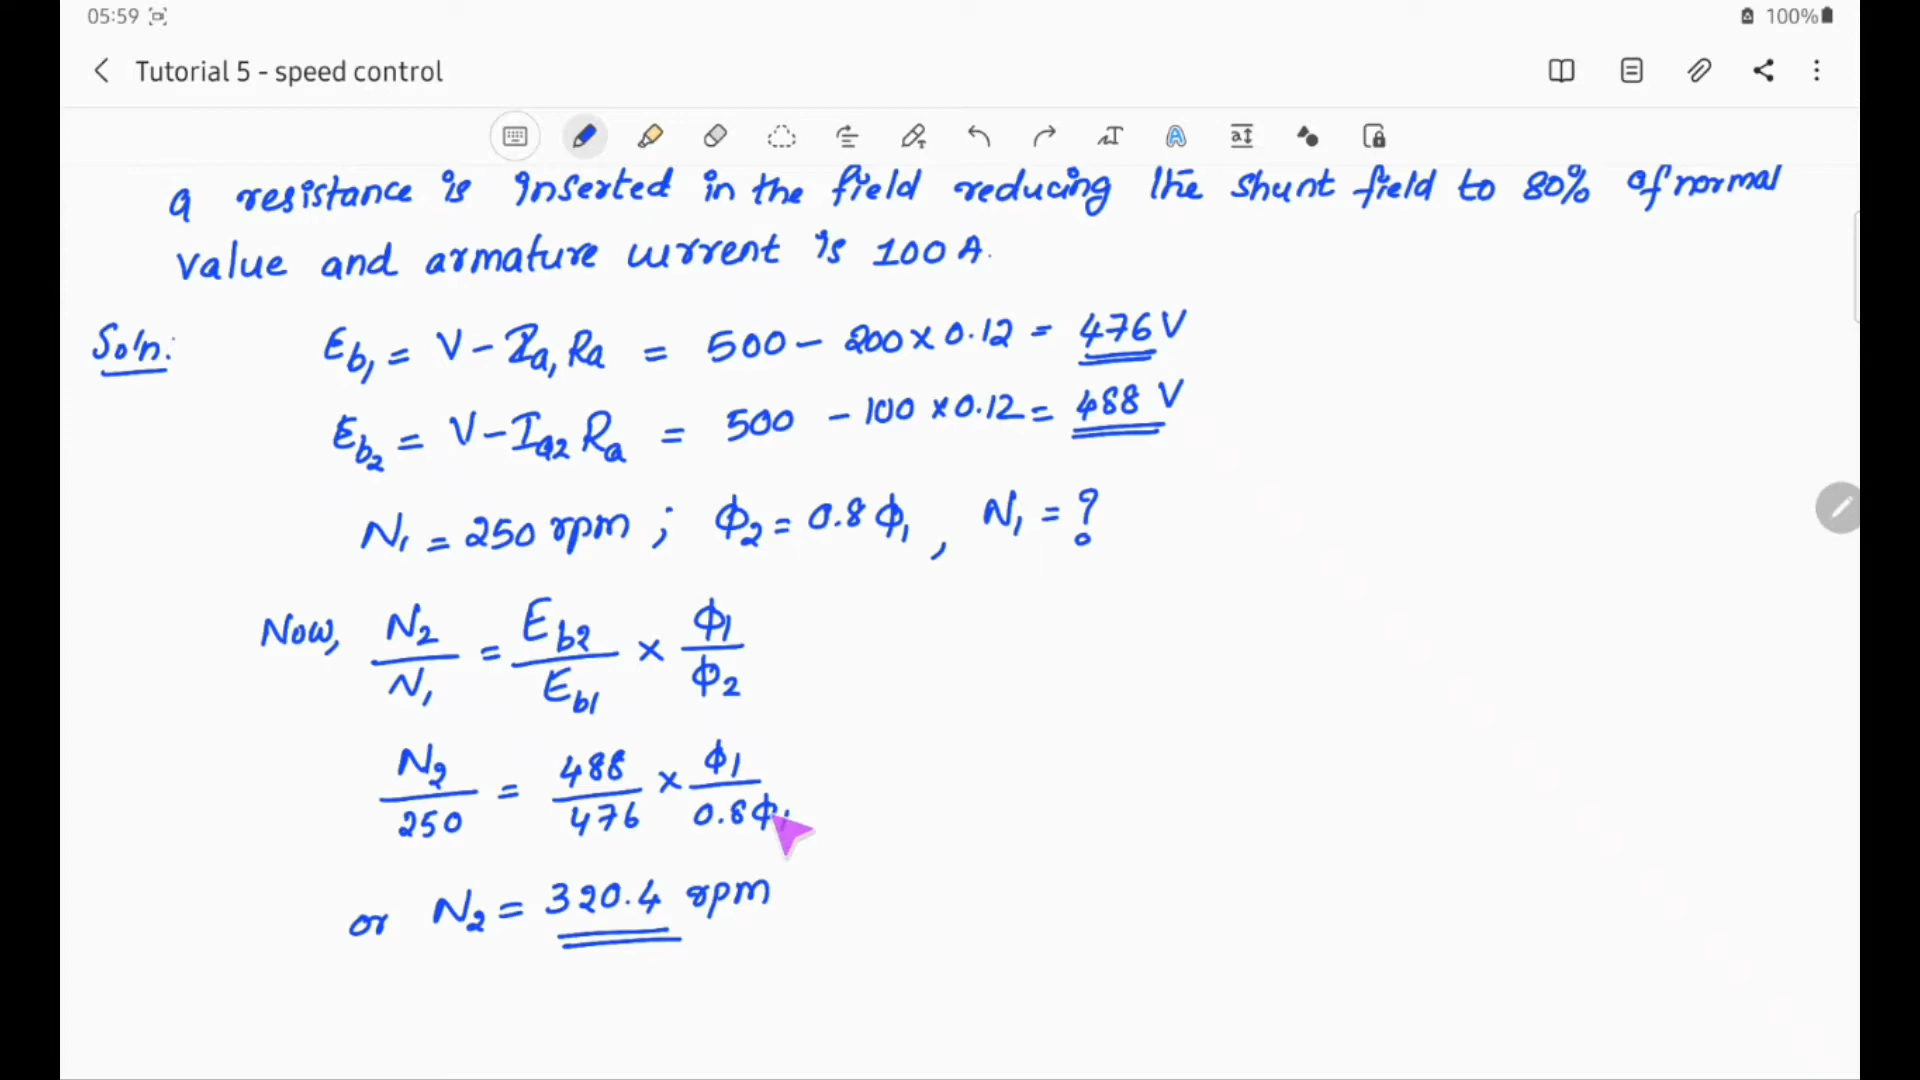 05:59
100%
Tutorial 5 - speed control
a resistance is inserted in the field reducing the shunt field to 80% of normal
value and armature current is 100 A.
Soln: Eb₁ = V - Ia₁ Ra = 500 - 200 × 0.12 = 476 V
Eb₂ = V - Ia2 Ra = 500 - 100 × 0.12 = 488 V
N₁ = 250 rpm ; Φ₂ = 0.8 Φ₁ , N₁ = ?
Now, N₂/N₁ = Eb2/Eb1 × Φ₁/Φ₂
N₂/250 = 488/476 × Φ₁/0.8Φ₁
or N₂ = 320.4 rpm